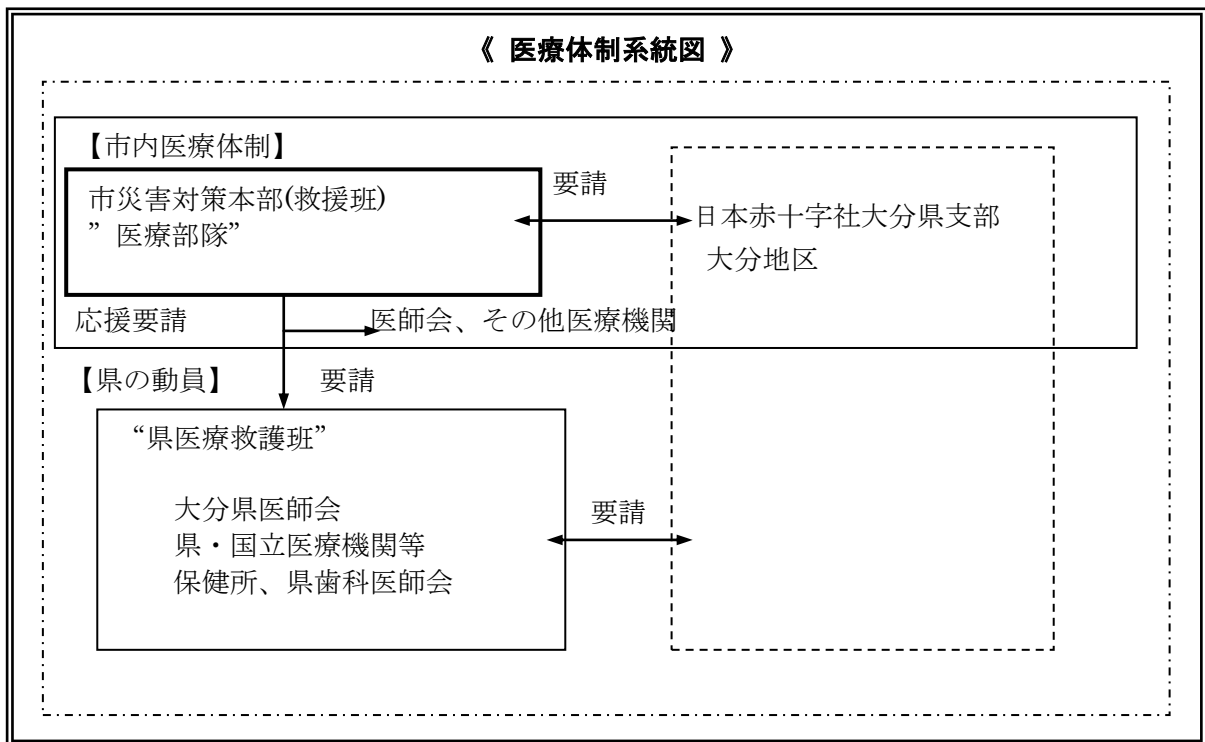 《 医療体制系統図 》
【市内医療体制】
市災害対策本部(救援班)
”医療部隊”
要請
日本赤十字社大分県支部
大分地区
応援要請
医師会、その他医療機関
【県の動員】
要請
“県医療救護班”
大分県医師会
県・国立医療機関等
保健所、県歯科医師会
要請